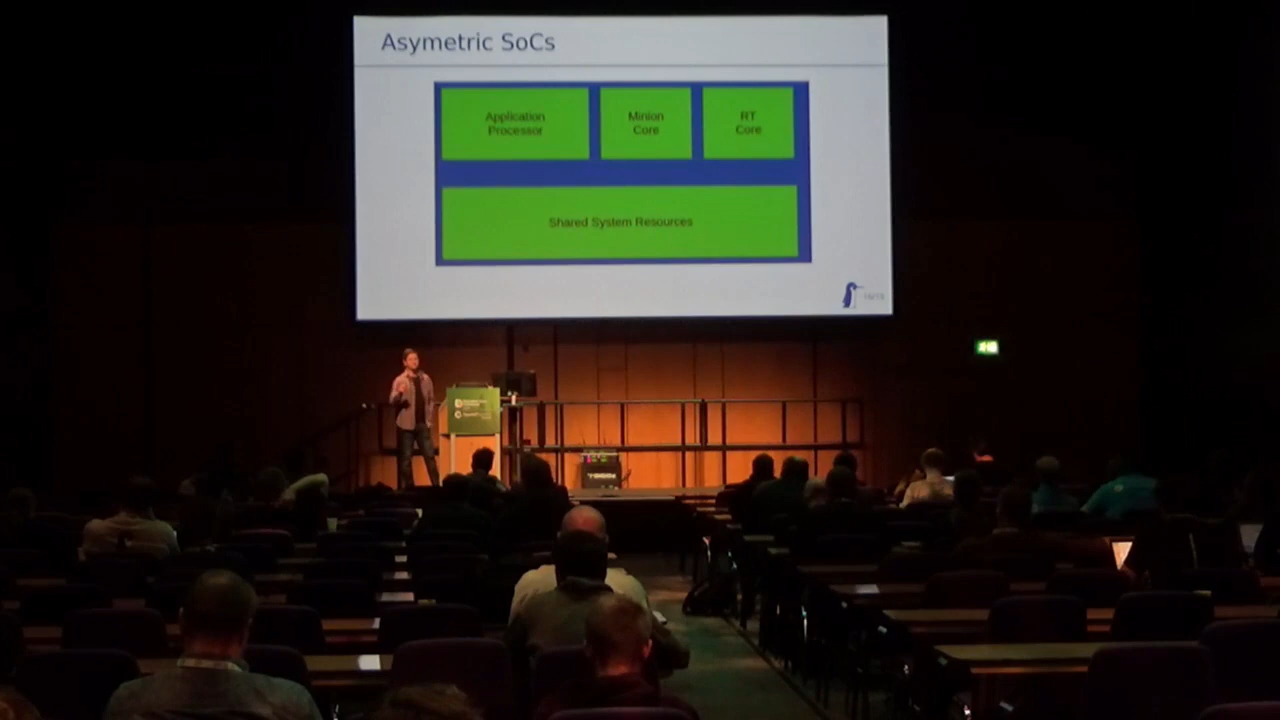 Asymetric SoCs
Application
Processor
Minion
Core
RT
Core
Shared System Resources